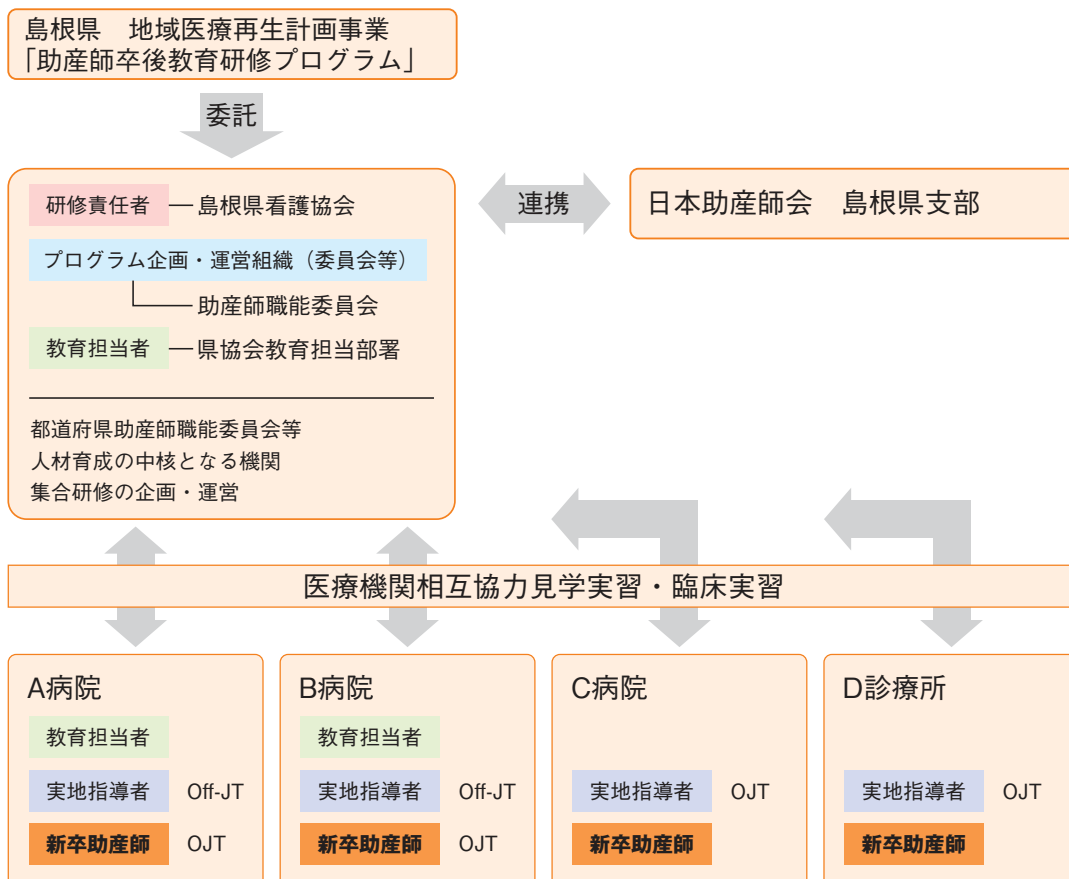 島根県　地域医療再生計画事業
「助産師卒後教育研修プログラム」
委託
研修責任者
島根県看護協会
プログラム企画・運営組織（委員会等）
助産師職能委員会
教育担当者
県協会教育担当部署
都道府県助産師職能委員会等
人材育成の中核となる機関
集合研修の企画・運営
連携
日本助産師会　島根県支部
医療機関相互協力見学実習・臨床実習
A病院
教育担当者
実地指導者 Off-JT
新卒助産師 OJT
B病院
教育担当者
実地指導者 Off-JT
新卒助産師 OJT
C病院
実地指導者 OJT
新卒助産師
D診療所
実地指導者 OJT
新卒助産師